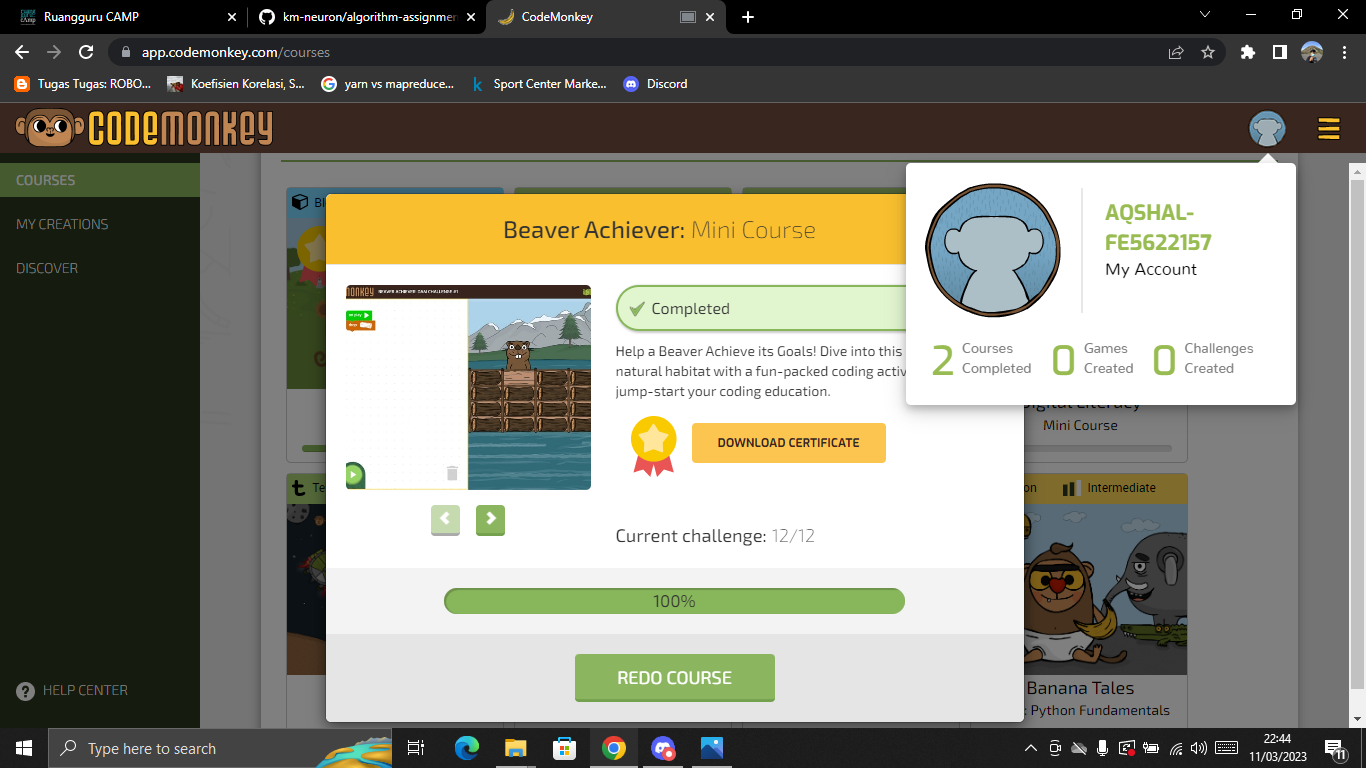 Ruangguru CAMP
km-neuron/algorithm-assignmen
CodeMonkey
app.codemonkey.com/courses
Tugas Tugas: ROBO...
Koefisien Korelasi, S...
yarn vs mapreduce...
Sport Center Marke...
Discord
CODEMONKEY
COURSES
MY CREATIONS
DISCOVER
HELP CENTER
AQSHAL-
FE5622157
My Account
2 Courses Completed
0 Games Created
0 Challenges Created
Beaver Achiever: Mini Course
BEAVER ACHIEVER: DAM CHALLENGE #1
Completed
Help a Beaver Achieve its Goals! Dive into this
natural habitat with a fun-packed coding activ
jump-start your coding education.
DOWNLOAD CERTIFICATE
Current challenge: 12/12
100%
REDO COURSE
Digital Literacy
Mini Course
Intermediate
Banana Tales
: Python Fundamentals
Type here to search
22:44
11/03/2023
11